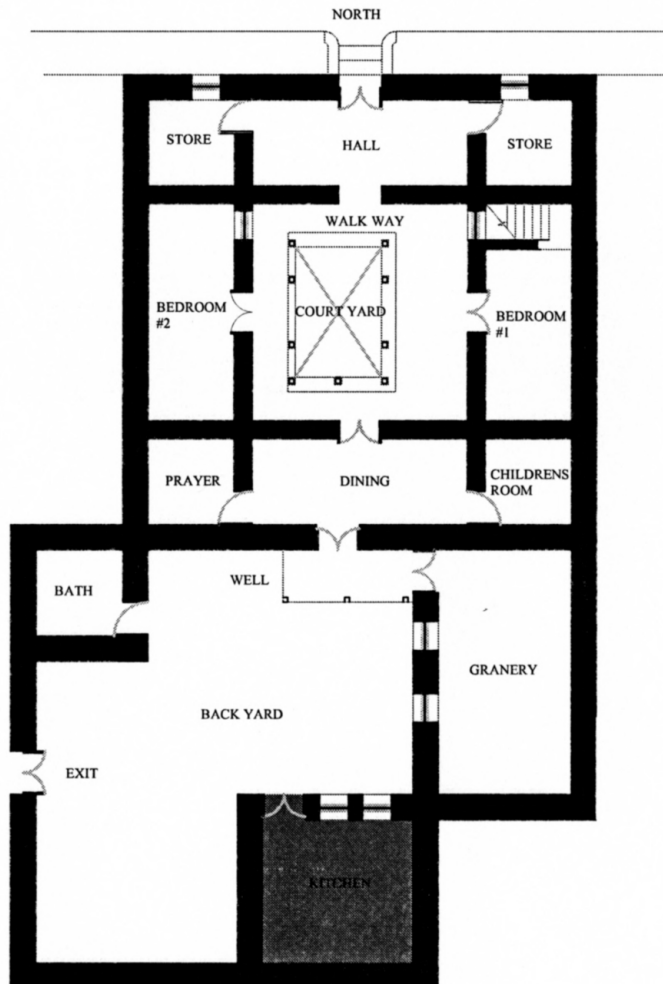 NORTH
STORE
HALL
STORE
WALK WAY
COURT YARD
BEDROOM
#2
BEDROOM
#1
PRAYER
DINING
CHILDRENS
ROOM
BATH
WELL
GRANERY
BACK YARD
EXIT
KITCHEN